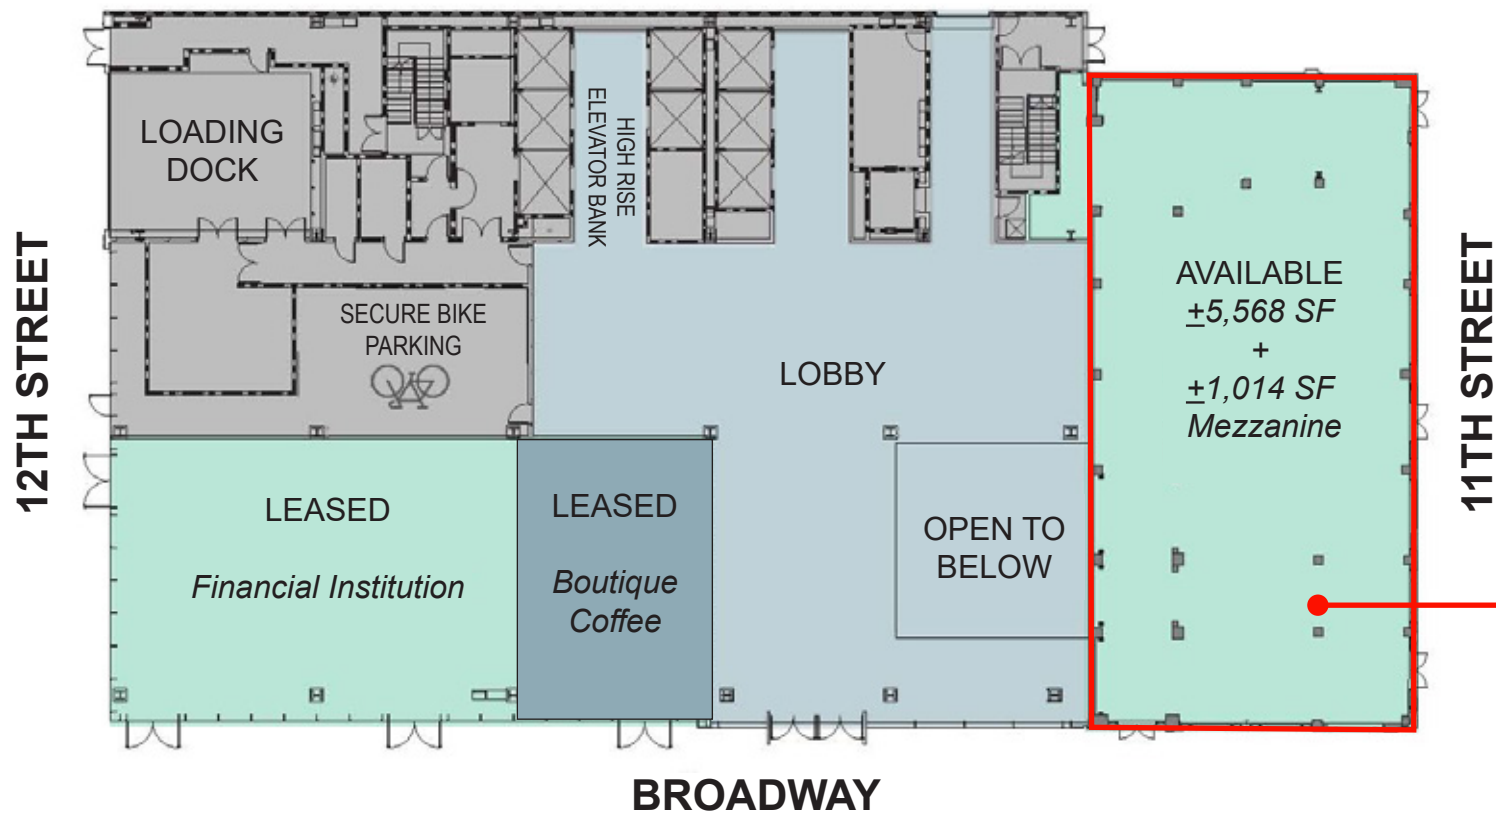 LOADING
DOCK
HIGH RISE
ELEVATOR BANK
12TH STREET
SECURE BIKE
PARKING
LOBBY
AVAILABLE
±5,568 SF
+
±1,014 SF
Mezzanine
11TH STREET
LEASED
Financial Institution
LEASED
Boutique
Coffee
OPEN TO
BELOW
BROADWAY